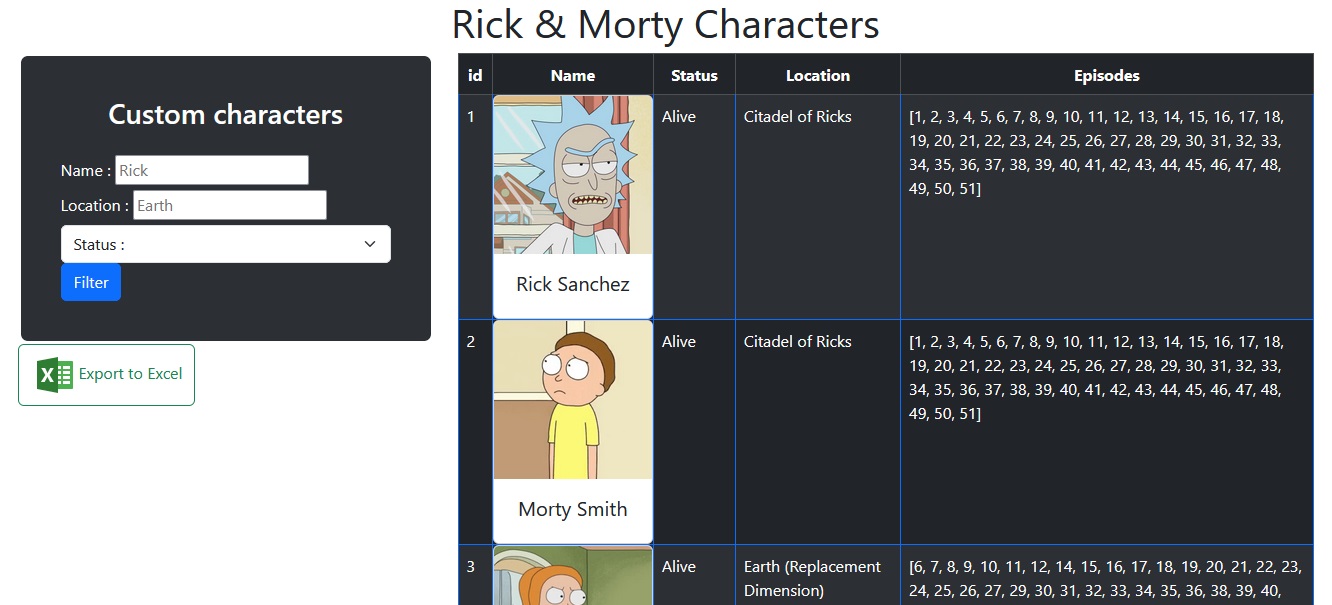 Rick & Morty Characters
Custom characters
Name : Rick
Location : Earth
Status :
Filter
X Export to Excel
id Name Status Location Episodes
1 Alive Citadel of Ricks [1, 2, 3, 4, 5, 6, 7, 8, 9, 10, 11, 12, 13, 14, 15, 16, 17, 18,
19, 20, 21, 22, 23, 24, 25, 26, 27, 28, 29, 30, 31, 32, 33,
34, 35, 36, 37, 38, 39, 40, 41, 42, 43, 44, 45, 46, 47, 48,
49, 50, 51]
Rick Sanchez
2 Alive Citadel of Ricks [1, 2, 3, 4, 5, 6, 7, 8, 9, 10, 11, 12, 13, 14, 15, 16, 17, 18,
19, 20, 21, 22, 23, 24, 25, 26, 27, 28, 29, 30, 31, 32, 33,
34, 35, 36, 37, 38, 39, 40, 41, 42, 43, 44, 45, 46, 47, 48,
49, 50, 51]
Morty Smith
3 Alive Earth (Replacement [6, 7, 8, 9, 10, 11, 12, 14, 15, 16, 17, 18, 19, 20, 21, 22, 23,
Dimension) 24, 25, 26, 27, 29, 30, 31, 32, 33, 34, 35, 36, 38, 39, 40,